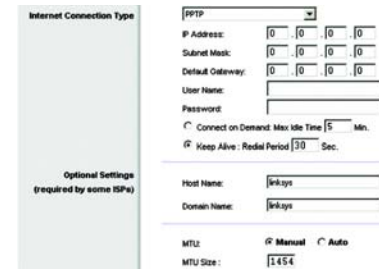 Internet Connection Type PPTP
IP Address: 0 . 0 . 0 . 0
Subnet Mask: 0 . 0 . 0 . 0
Default Gateway: 0 . 0 . 0 . 0
User Name:
Password:
Connect on Demand: Max Idle Time 5 Min.
Keep Alive : Redial Period 30 Sec.
Optional Settings
(required by some ISPs)
Host Name: linksys
Domain Name: linksys
MTU: Manual Auto
MTU Size : 1454